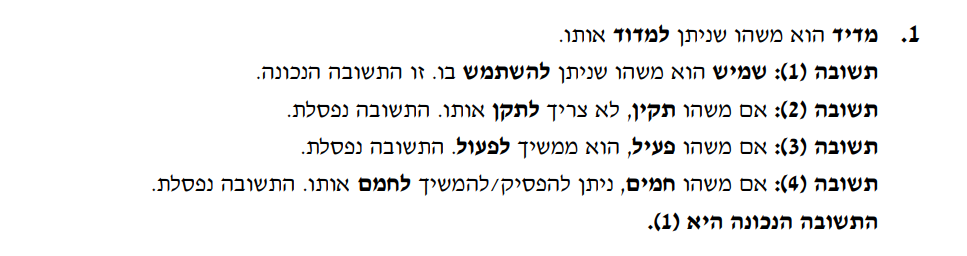 1. מדיד הוא משהו שניתן למדוד אותו.
תשובה (1): שמיש הוא משהו שניתן להשתמש בו. זו התשובה הנכונה.
תשובה (2): אם משהו תקין, לא צריך לתקן אותו. התשובה נפסלת.
תשובה (3): אם משהו פעיל, הוא ממשיך לפעול. התשובה נפסלת.
תשובה (4): אם משהו חמים, ניתן להפסיק/להמשיך לחמם אותו. התשובה נפסלת.
התשובה הנכונה היא (1).